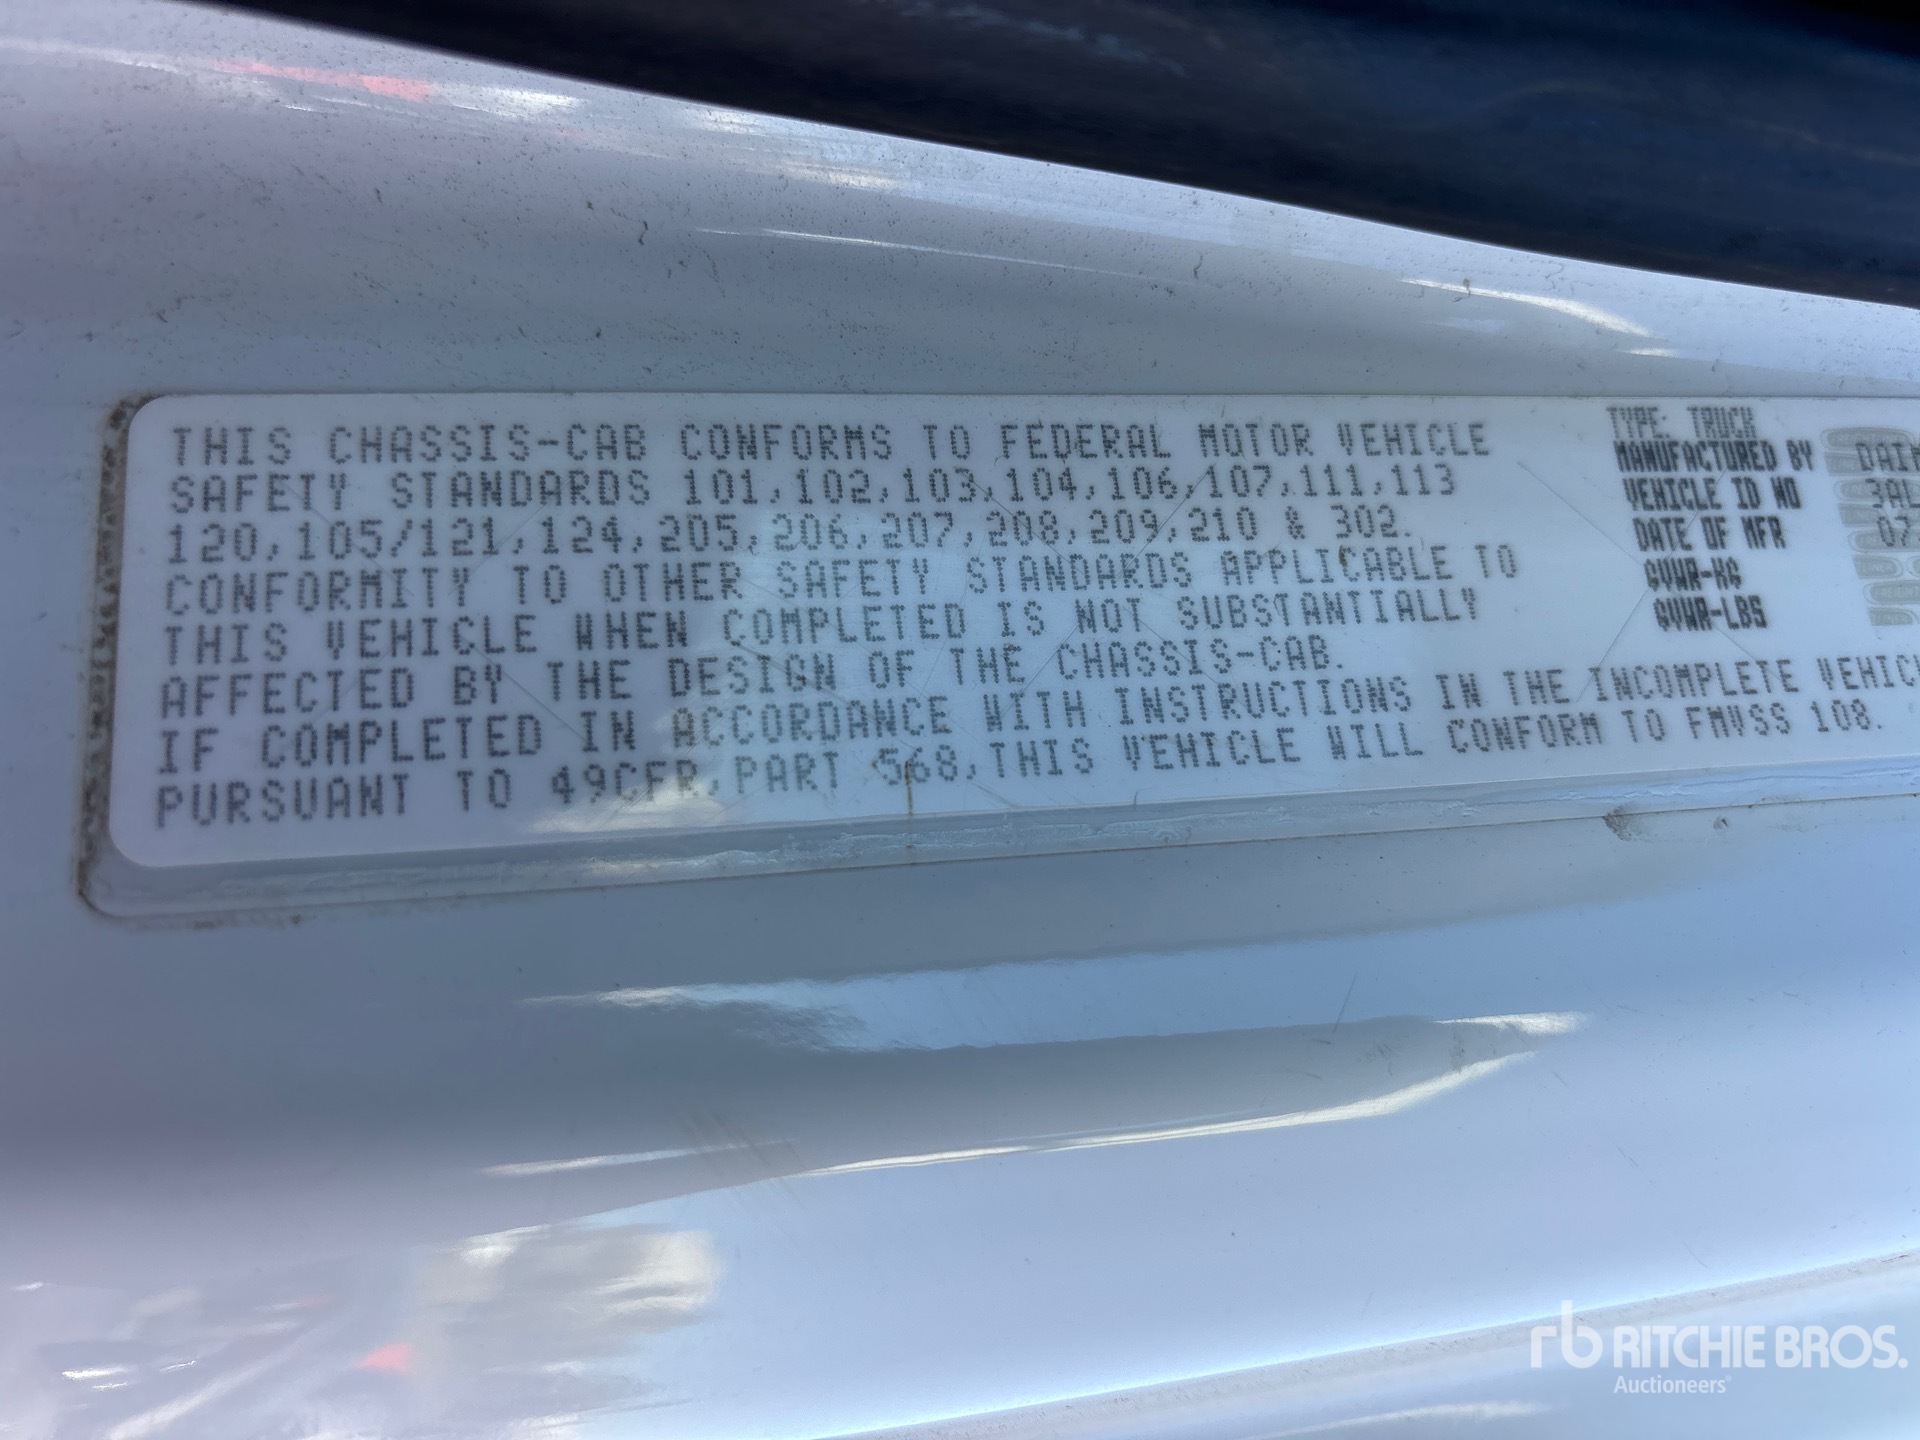 THIS CHASSIS-CAB CONFORMS TO FEDERAL MOTOR VEHICLE
SAFETY STANDARDS 101,102,103,104,106,107,111,113
120,105/121,124,205,206,207,208,209,210 & 302.
CONFORMITY TO OTHER SAFETY STANDARDS APPLICABLE TO
THIS VEHICLE WHEN COMPLETED IS NOT SUBSTANTIALLY
AFFECTED BY THE DESIGN OF THE CHASSIS-CAB.
IF COMPLETED IN ACCORDANCE WITH INSTRUCTIONS IN THE INCOMPLETE VEHIC
PURSUANT TO 49CFR,PART 568,THIS VEHICLE WILL CONFORM TO FMVSS 108.
TYPE: TRUCK
MANUFACTURED BY DAIM
VEHICLE ID NO 3AL
DATE OF MFR 07
GVWR-KG
GVWR-LBS
rb RITCHIE BROS.
Auctioneers